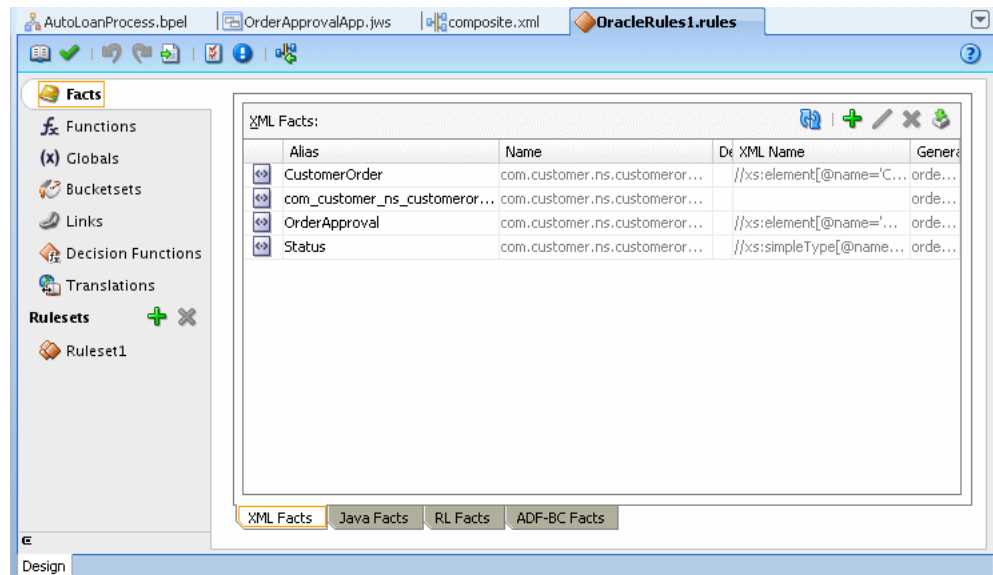 AutoLoanProcess.bpel OrderApprovalApp.jws composite.xml OracleRules1.rules
Facts
Functions
(x) Globals
Bucketsets
Links
Decision Functions
Translations
Rulesets
Ruleset1
XML Facts:
Alias Name De XML Name Genera
CustomerOrder com.customer.ns.customeror... //xs:element[@name='C... orde...
com_customer_ns_customeror... com.customer.ns.customeror... orde...
OrderApproval com.customer.ns.customeror... //xs:element[@name='... orde...
Status com.customer.ns.customeror... //xs:simpleType[@name... orde...
XML Facts Java Facts RL Facts ADF-BC Facts
Design